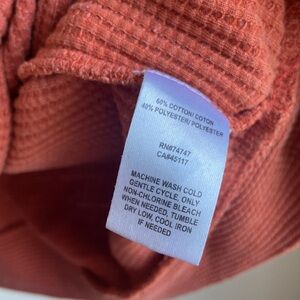 60% COTTON/ COTON
40% POLYESTER/ POLYESTER
RN#74747
CA#45117
MACHINE WASH COLD
GENTLE CYCLE, ONLY
NON-CHLORINE BLEACH
WHEN NEEDED, TUMBLE
DRY LOW, COOL IRON
IF NEEDED